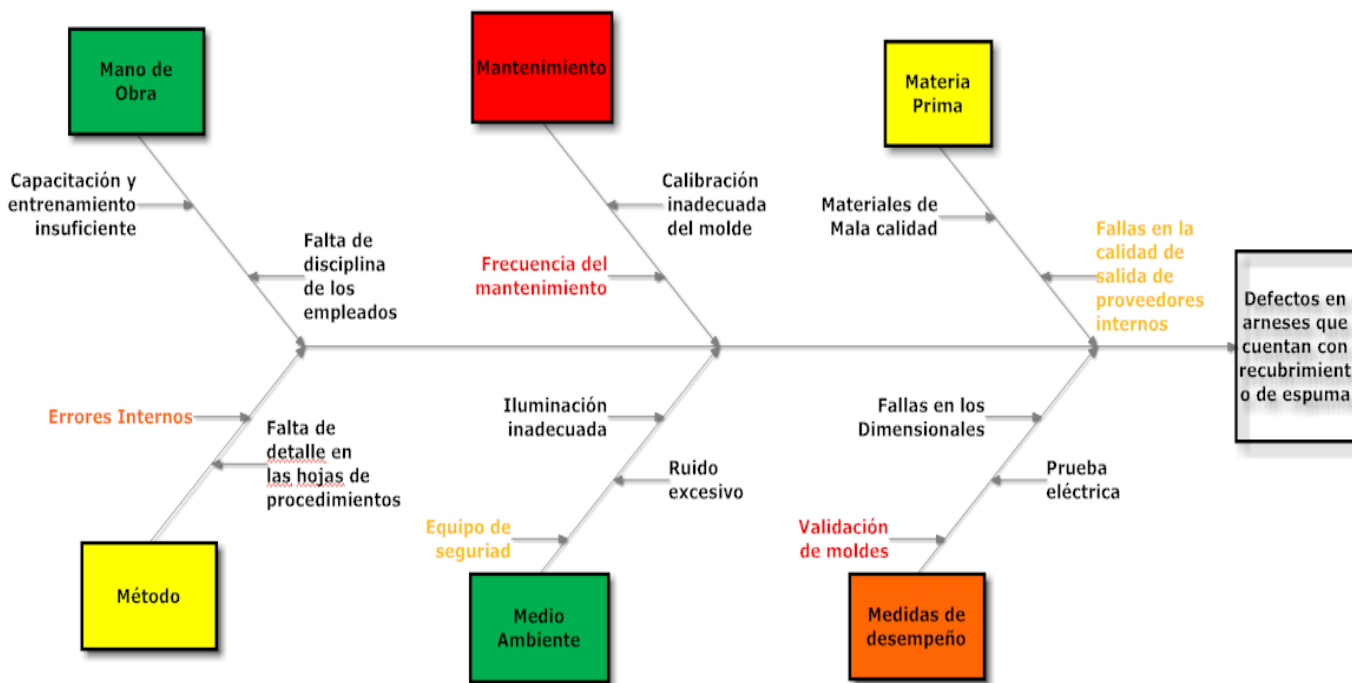 Mano de
Obra
Mantenimiento
Materia
Prima
Capacitación y
entrenamiento
insuficiente
Falta de
disciplina
de los
empleados
Calibración
inadecuada
del molde
Frecuencia del
mantenimiento
Materiales de
Mala calidad
Fallas en la
calidad de
salida de
proveedores
internos
Defectos en
arneses que
cuentan con
recubrimient
o de espuma
Errores Internos
Falta de
detalle en
las hojas de
procedimientos
Iluminación
inadecuada
Ruido
excesivo
Equipo de
seguriad
Fallas en los
Dimensionales
Prueba
eléctrica
Validación
de moldes
Método
Medio
Ambiente
Medidas de
desempeño